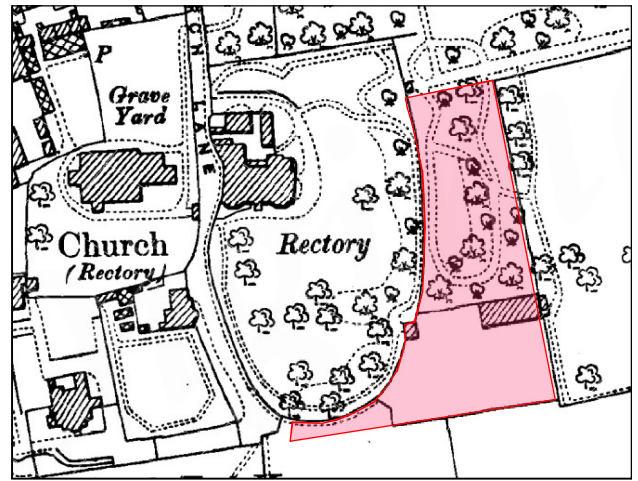 P
CH LANE
Grave
Yard
Church
(Rectory)
Rectory